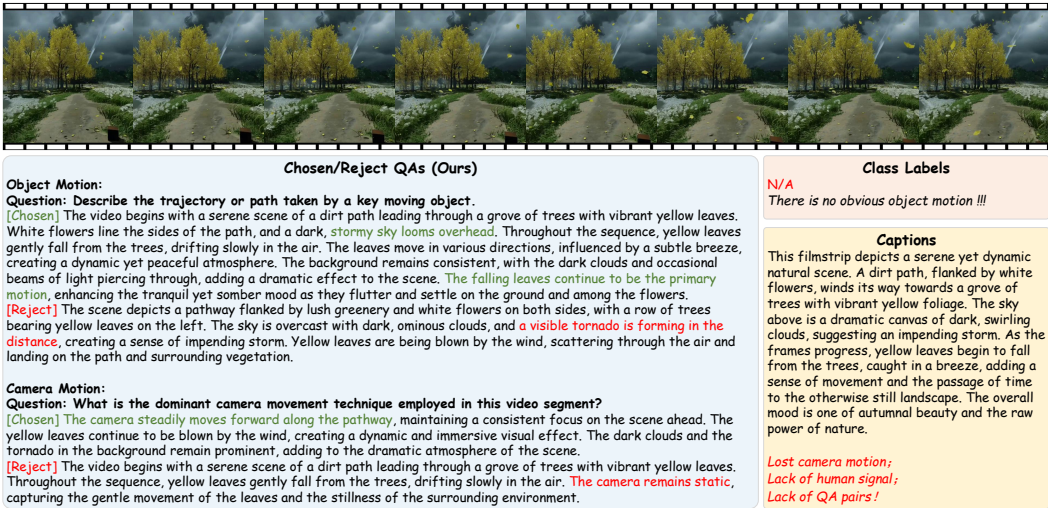 Chosen/Reject QAs (Ours)
Object Motion:
Question: Describe the trajectory or path taken by a key moving object.
[Chosen] The video begins with a serene scene of a dirt path leading through a grove of trees with vibrant yellow leaves.
White flowers line the sides of the path, and a dark, stormy sky looms overhead. Throughout the sequence, yellow leaves
gently fall from the trees, drifting slowly in the air. The leaves move in various directions, influenced by a subtle breeze,
creating a dynamic yet peaceful atmosphere. The background remains consistent, with the dark clouds and occasional
beams of light piercing through, adding a dramatic effect to the scene. The falling leaves continue to be the primary
motion, enhancing the tranquil yet somber mood as they flutter and settle on the ground and among the flowers.
[Reject] The scene depicts a pathway flanked by lush greenery and white flowers on both sides, with a row of trees
bearing yellow leaves on the left. The sky is overcast with dark, ominous clouds, and a visible tornado is forming in the
distance, creating a sense of impending storm. Yellow leaves are being blown by the wind, scattering through the air and
landing on the path and surrounding vegetation.
Camera Motion:
Question: What is the dominant camera movement technique employed in this video segment?
[Chosen] The camera steadily moves forward along the pathway, maintaining a consistent focus on the scene ahead. The
yellow leaves continue to be blown by the wind, creating a dynamic and immersive visual effect. The dark clouds and the
tornado in the background remain prominent, adding to the dramatic atmosphere of the scene.
[Reject] The video begins with a serene scene of a dirt path leading through a grove of trees with vibrant yellow leaves.
Throughout the sequence, yellow leaves gently fall from the trees, drifting slowly in the air. The camera remains static,
capturing the gentle movement of the leaves and the stillness of the surrounding environment.
Class Labels
N/A
There is no obvious object motion !!!
Captions
This filmstrip depicts a serene yet dynamic
natural scene. A dirt path, flanked by white
flowers, winds its way towards a grove of
trees with vibrant yellow foliage. The sky
above is a dramatic canvas of dark, swirling
clouds, suggesting an impending storm. As the
frames progress, yellow leaves begin to fall
from the trees, caught in a breeze, adding a
sense of movement and the passage of time
to the otherwise still landscape. The overall
mood is one of autumnal beauty and the raw
power of nature.
Lost camera motion;
Lack of human signal;
Lack of QA pairs!